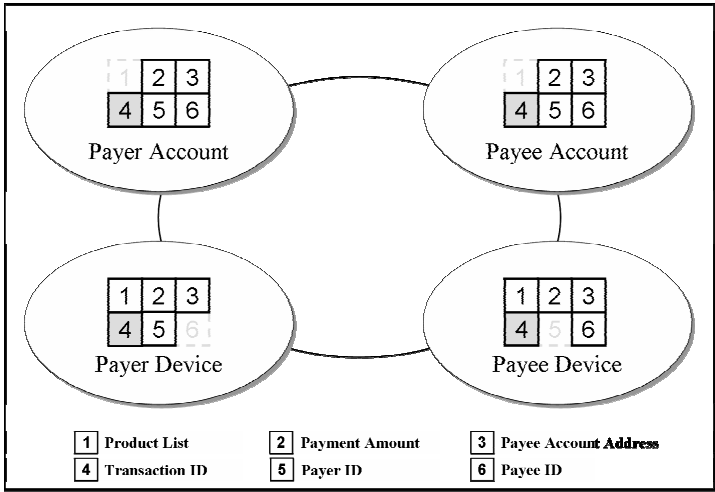 1 2 3
4 5 6
Payer Account
1 2 3
4 5 6
Payee Account
1 2 3
4 5 6
Payer Device
1 2 3
4 5 6
Payee Device
1 Product List
2 Payment Amount
3 Payee Account Address
4 Transaction ID
5 Payer ID
6 Payee ID